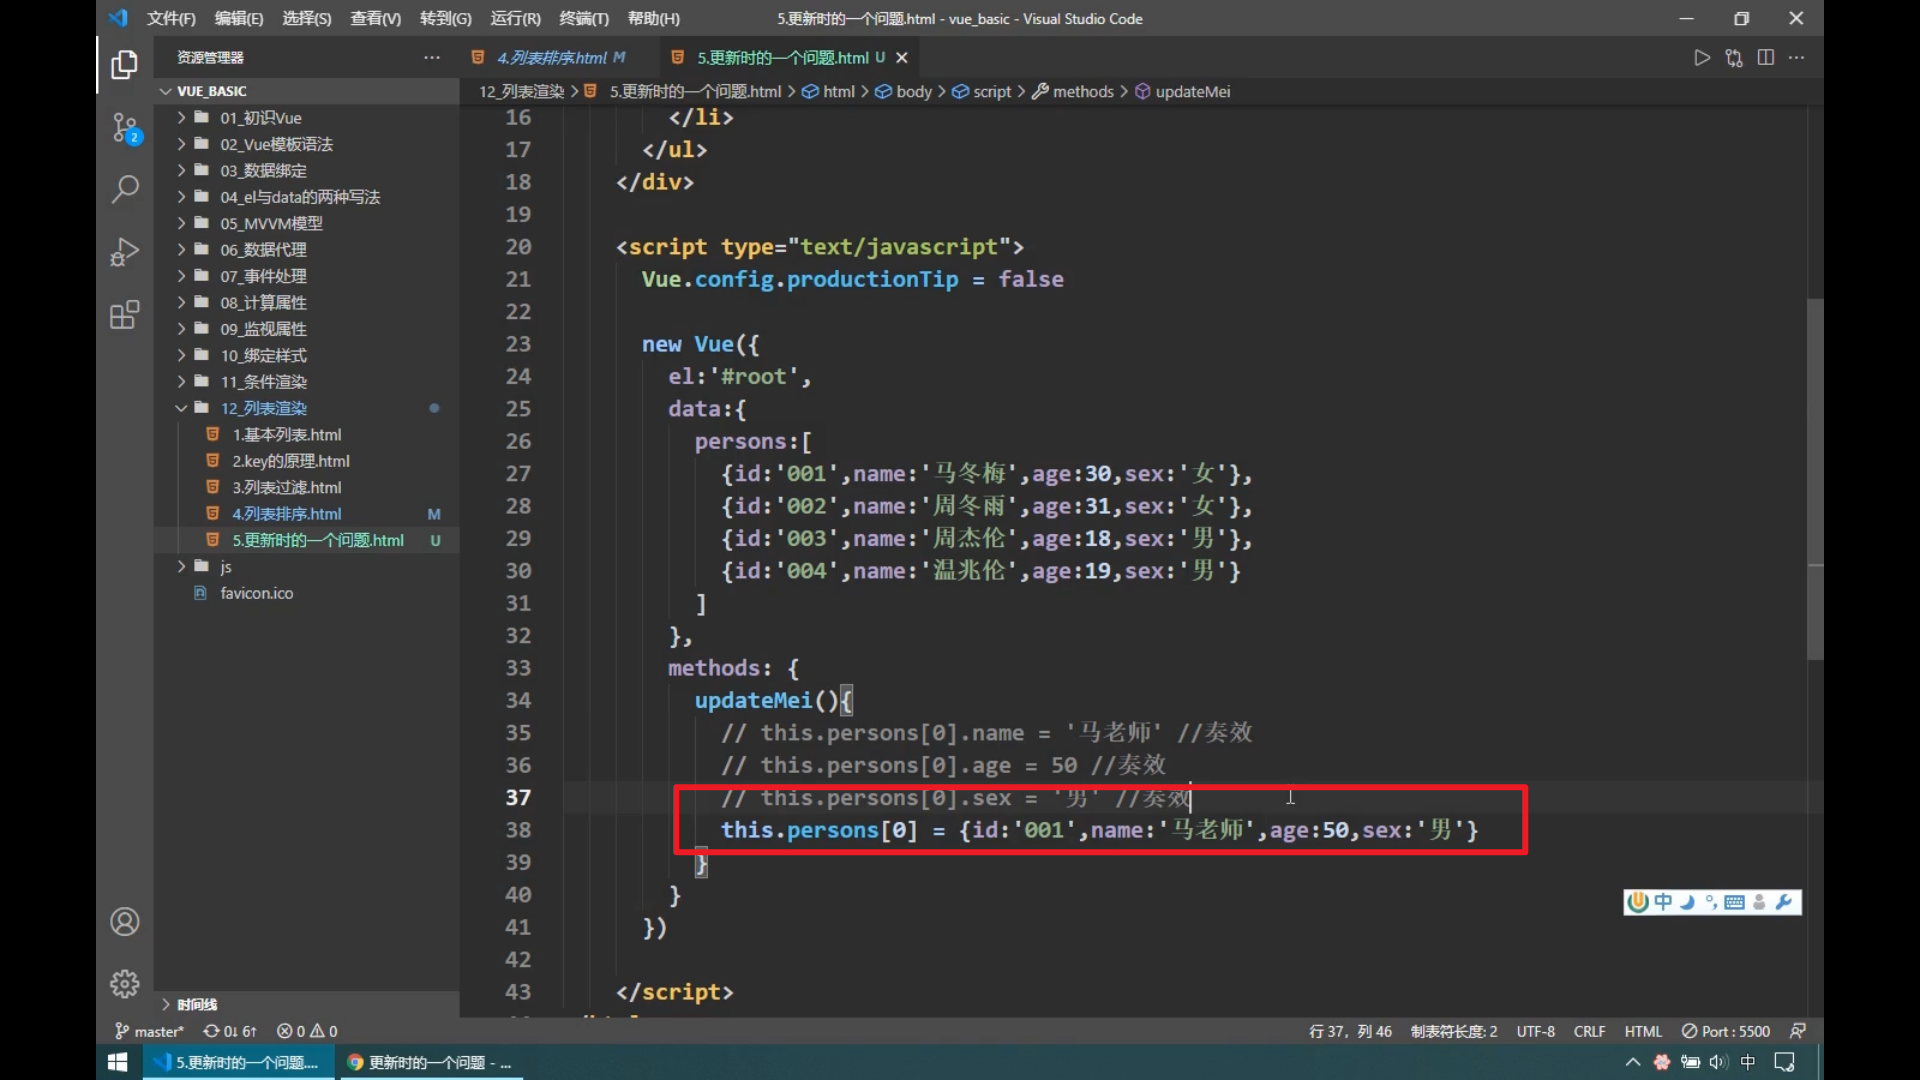 文件(F) 编辑(E) 选择(S) 查看(V) 转到(G) 运行(R) 终端(T) 帮助(H) 5.更新时的一个问题.html - vue_basic - Visual Studio Code
资源管理器
4.列表排序.html M
5.更新时的一个问题.html U
VUE_BASIC
12_列表渲染 > 5.更新时的一个问题.html > html > body > script > methods > updateMei
01_初识Vue
02_Vue模板语法
03_数据绑定
04_el与data的两种写法
05_MVVM模型
06_数据代理
07_事件处理
08_计算属性
09_监视属性
10_绑定样式
11_条件渲染
12_列表渲染
1.基本列表.html
2.key的原理.html
3.列表过滤.html
4.列表排序.html M
5.更新时的一个问题.html U
js
favicon.ico
时间线
2
16 </li>
17 </ul>
18 </div>
19
20 <script type="text/javascript">
21 Vue.config.productionTip = false
22
23 new Vue({
24 el:'#root',
25 data:{
26 persons:[
27 {id:'001',name:'马冬梅',age:30,sex:'女'},
28 {id:'002',name:'周冬雨',age:31,sex:'女'},
29 {id:'003',name:'周杰伦',age:18,sex:'男'},
30 {id:'004',name:'温兆伦',age:19,sex:'男'}
31 ]
32 },
33 methods: {
34 updateMei(){
35 // this.persons[0].name = '马老师' //奏效
36 // this.persons[0].age = 50 //奏效
37 // this.persons[0].sex = '男' //奏效
38 this.persons[0] = {id:'001',name:'马老师',age:50,sex:'男'}
39 }
40 }
41 })
42
43 </script>
中
master* 0↓ 6↑ 0 0 行 37，列 46 制表符长度: 2 UTF-8 CRLF HTML Port : 5500
5.更新时的一个问题.... 更新时的一个问题 - ... 中